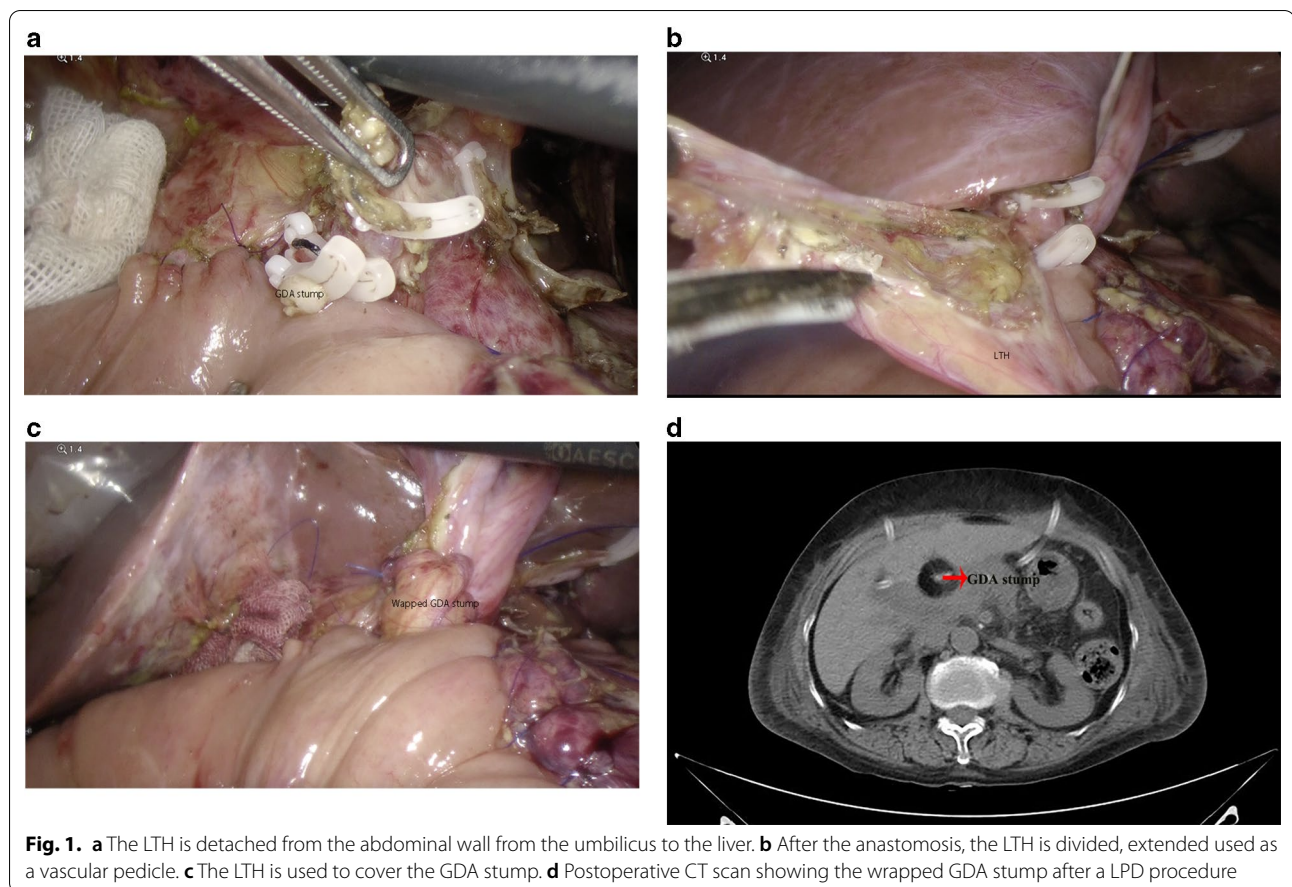 a
b
1.4
1.4
GDA stump
LTH
c
d
1.4
AESC
Wapped GDA stump
GDA stump
Fig. 1. a The LTH is detached from the abdominal wall from the umbilicus to the liver. b After the anastomosis, the LTH is divided, extended used as
a vascular pedicle. c The LTH is used to cover the GDA stump. d Postoperative CT scan showing the wrapped GDA stump after a LPD procedure